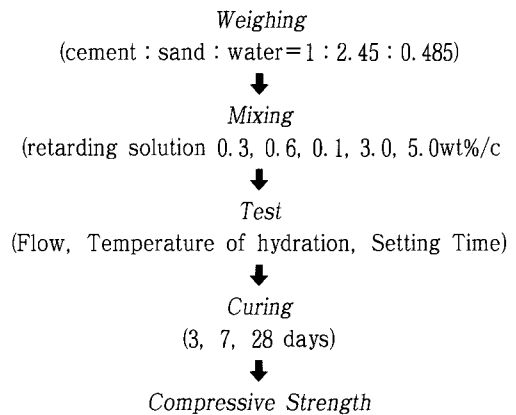 Weighing
(cement : sand : water=1 : 2.45 : 0.485)
Mixing
(retarding solution 0.3, 0.6, 0.1, 3.0, 5.0wt%/c
Test
(Flow, Temperature of hydration, Setting Time)
Curing
(3, 7, 28 days)
Compressive Strength